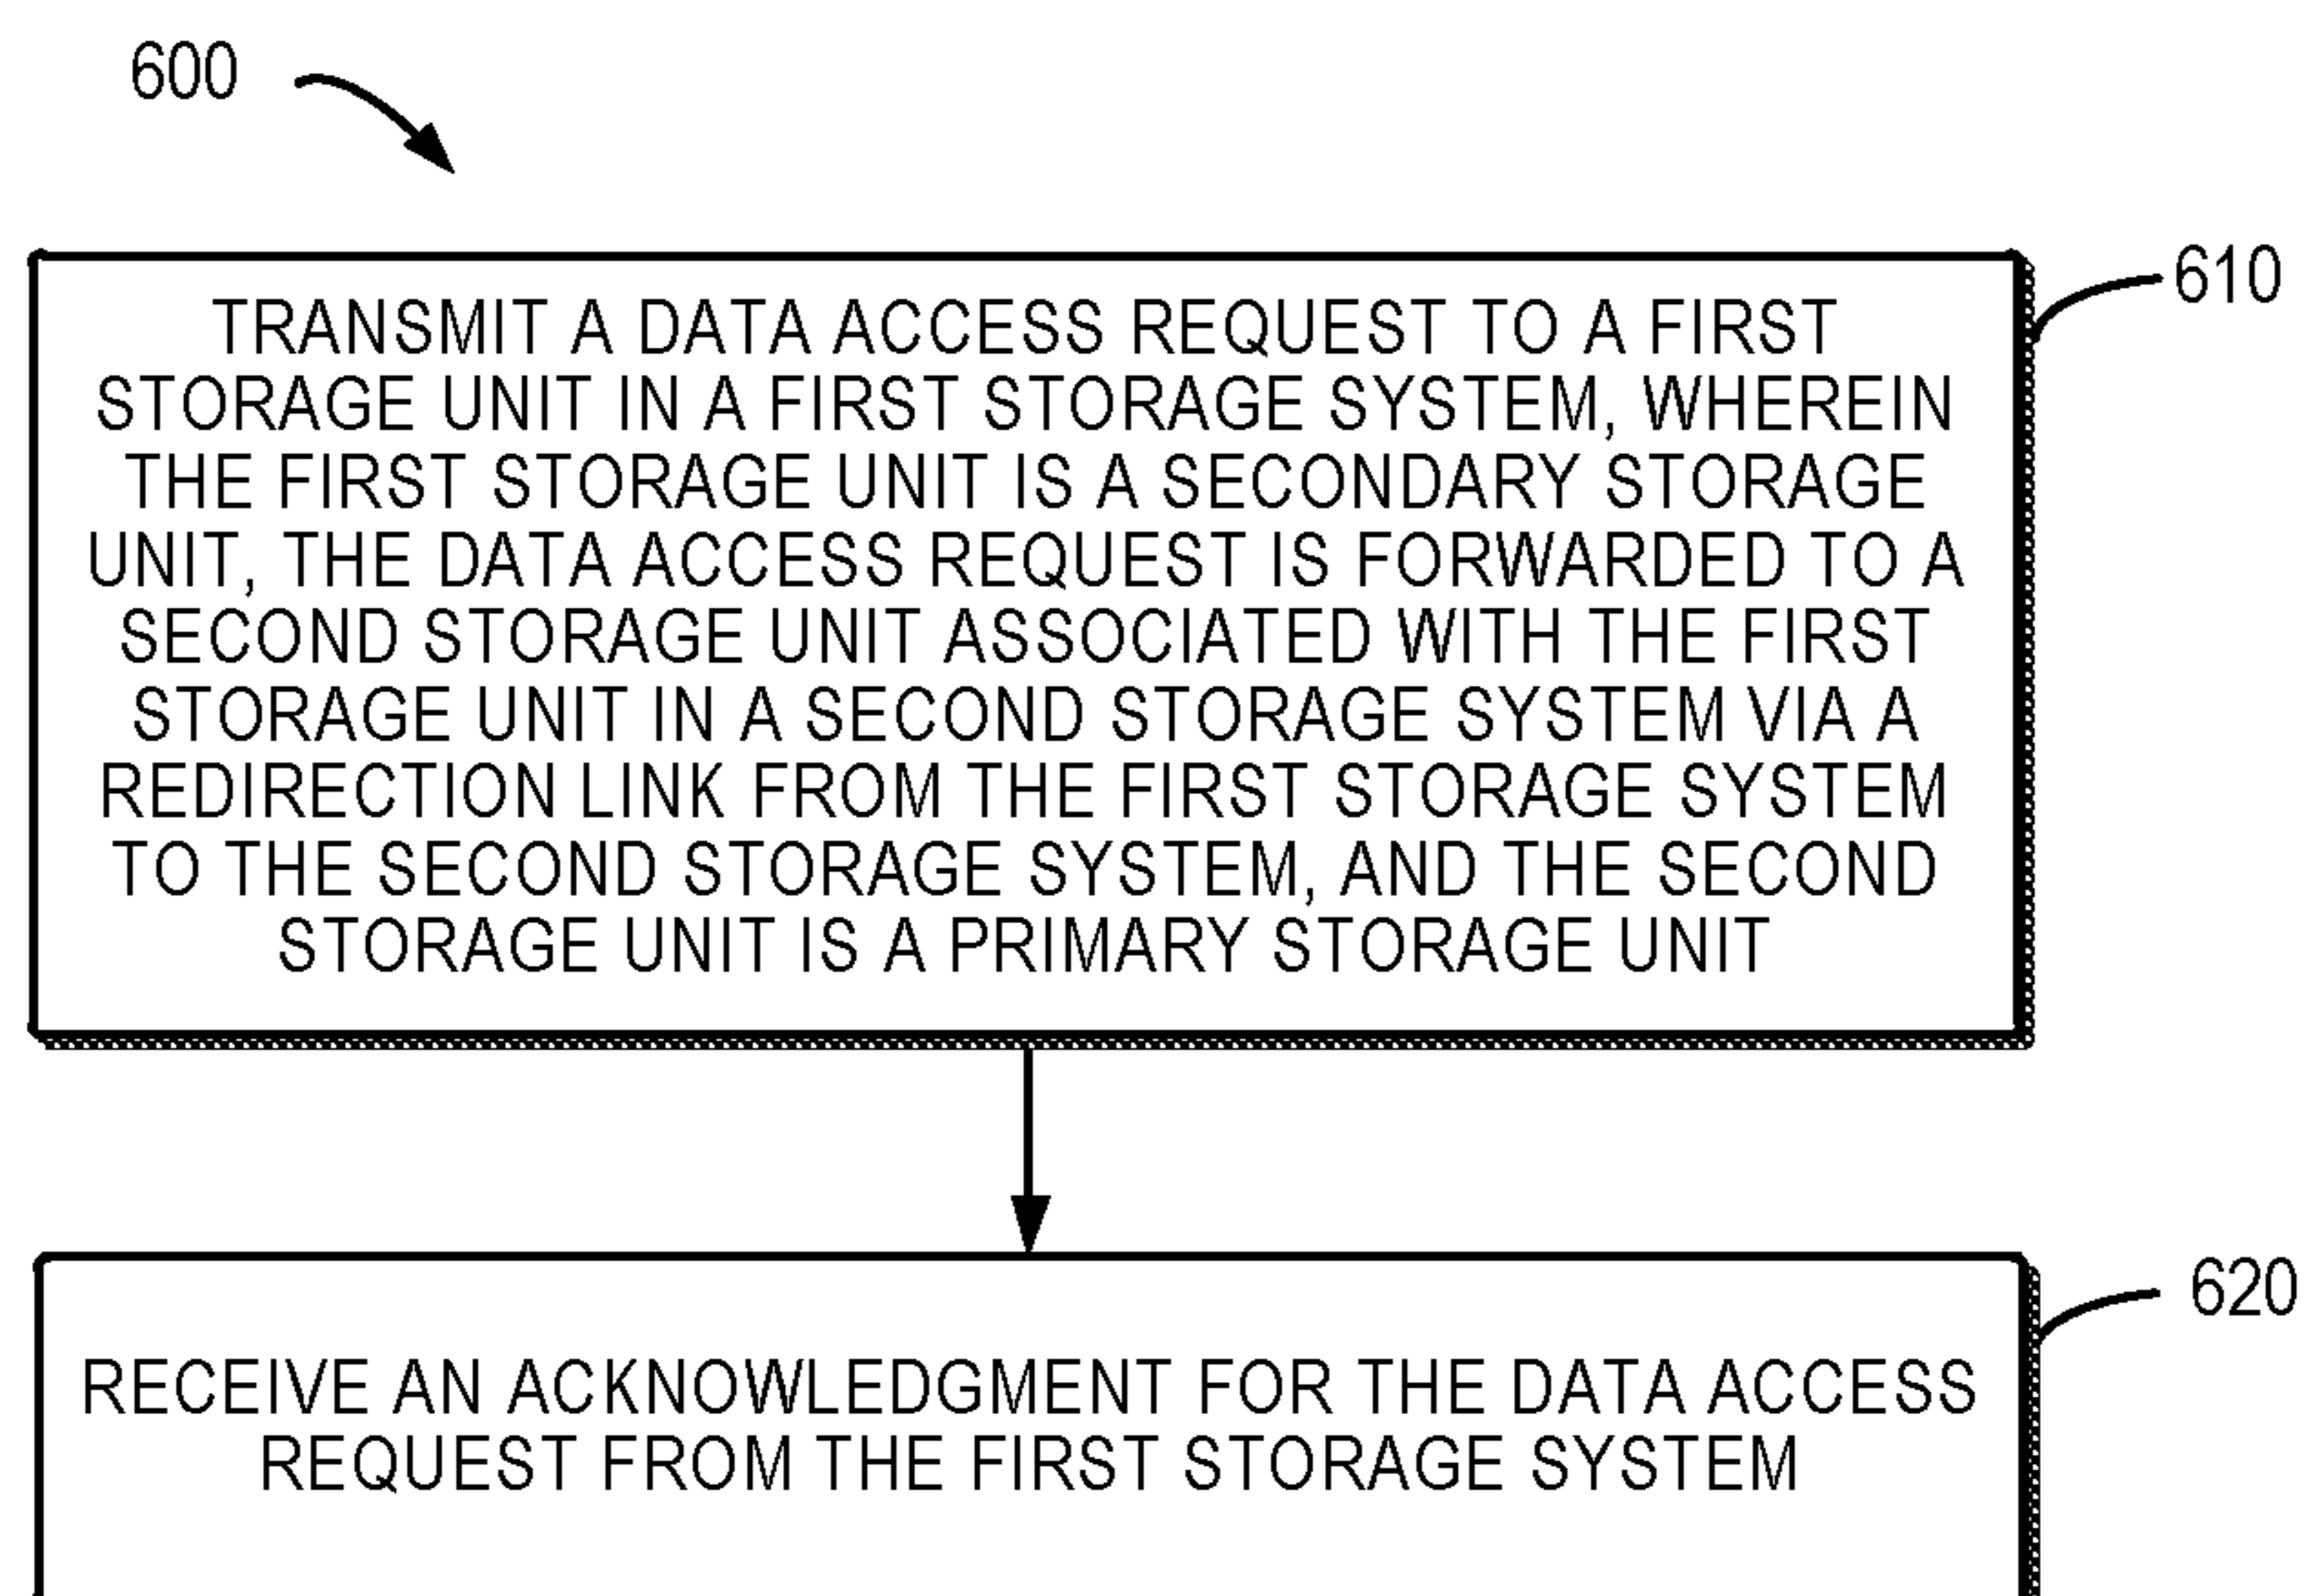 600
610
TRANSMIT A DATA ACCESS REQUEST TO A FIRST
STORAGE UNIT IN A FIRST STORAGE SYSTEM, WHEREIN
THE FIRST STORAGE UNIT IS A SECONDARY STORAGE
UNIT, THE DATA ACCESS REQUEST IS FORWARDED TO A
SECOND STORAGE UNIT ASSOCIATED WITH THE FIRST
STORAGE UNIT IN A SECOND STORAGE SYSTEM VIA A
REDIRECTION LINK FROM THE FIRST STORAGE SYSTEM
TO THE SECOND STORAGE SYSTEM, AND THE SECOND
STORAGE UNIT IS A PRIMARY STORAGE UNIT
620
RECEIVE AN ACKNOWLEDGMENT FOR THE DATA ACCESS
REQUEST FROM THE FIRST STORAGE SYSTEM